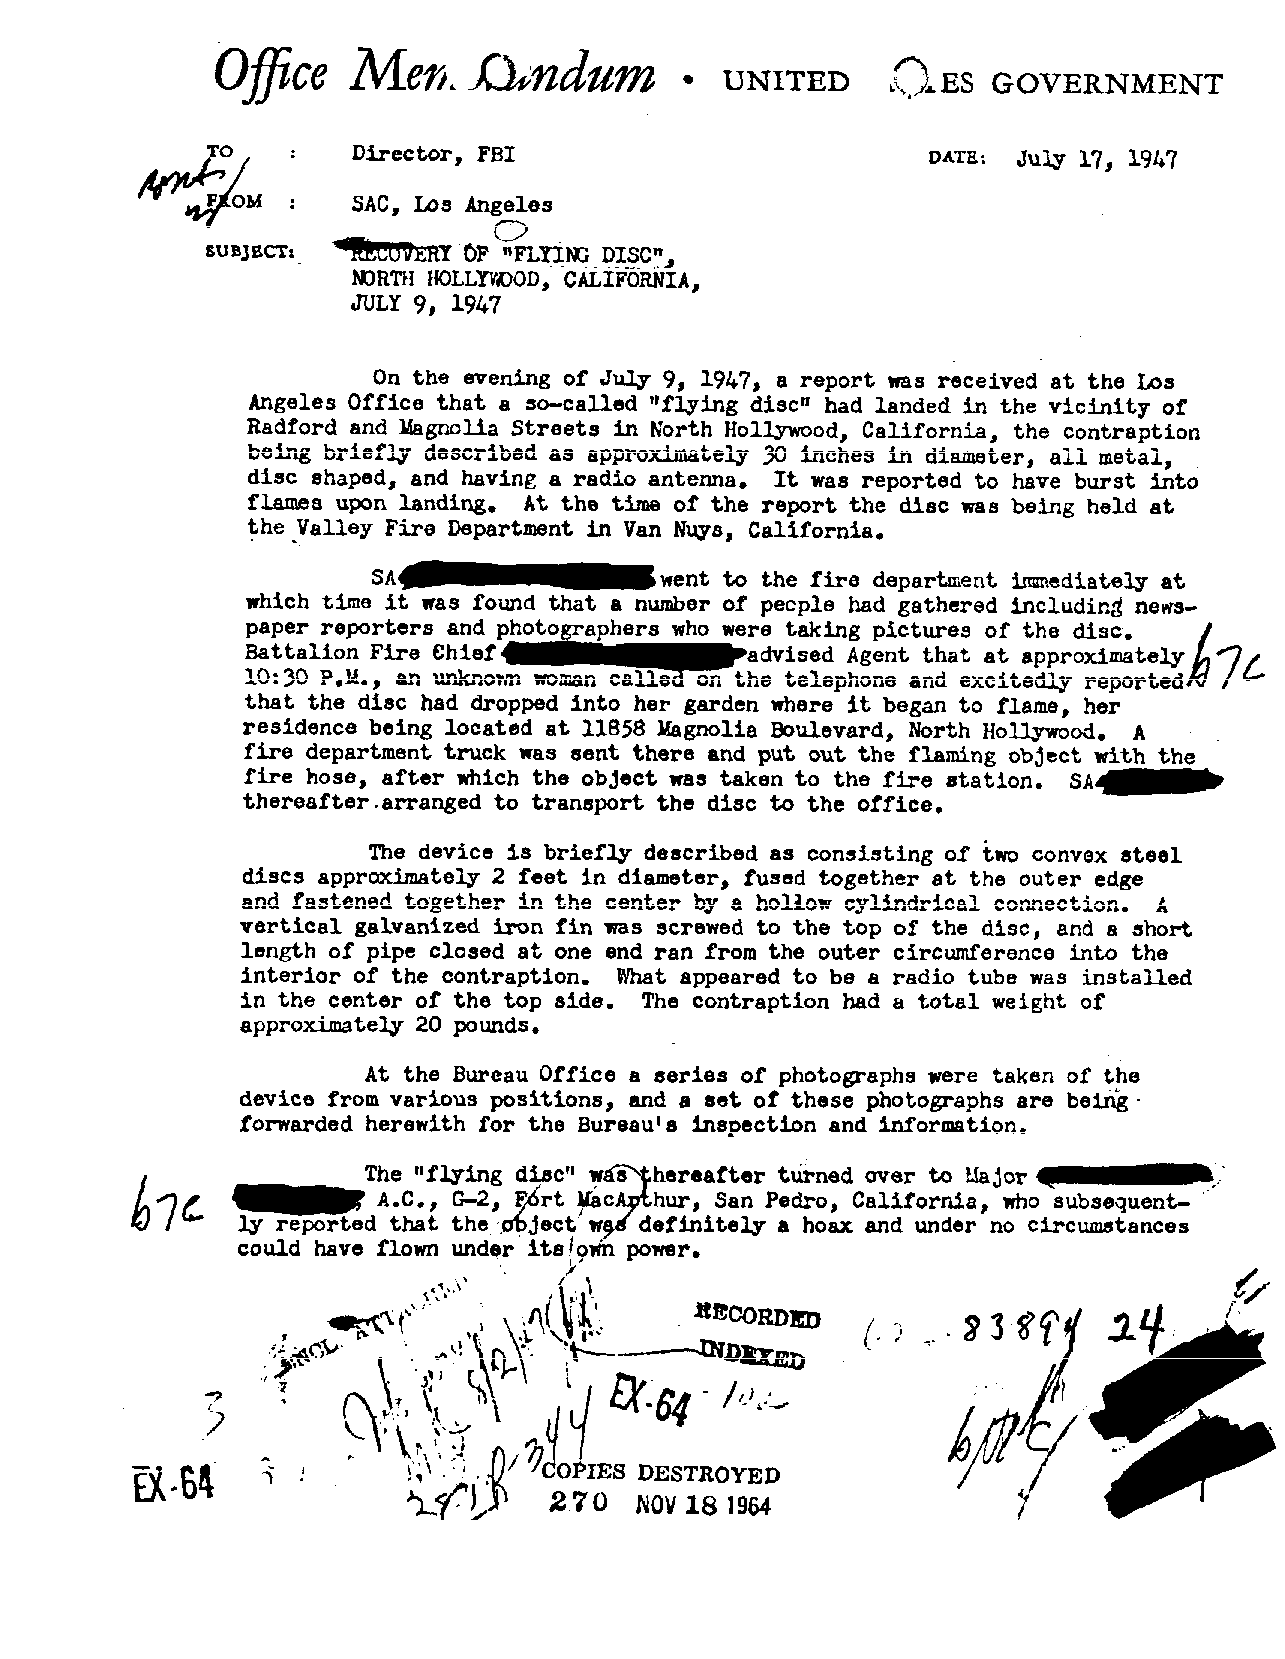 Office Mem ndum • UNITED ES GOVERNMENT
TO : Director, FBI DATE: July 17, 1947
FROM : SAC, Los Angeles
SUBJECT: RECOVERY OF "FLYING DISC",
NORTH HOLLYWOOD, CALIFORNIA,
JULY 9, 1947
On the evening of July 9, 1947, a report was received at the Los
Angeles Office that a so-called "flying disc" had landed in the vicinity of
Radford and Magnolia Streets in North Hollywood, California, the contraption
being briefly described as approximately 30 inches in diameter, all metal,
disc shaped, and having a radio antenna. It was reported to have burst into
flames upon landing. At the time of the report the disc was being held at
the Valley Fire Department in Van Nuys, California.
SA went to the fire department immediately at
which time it was found that a number of people had gathered including news-
paper reporters and photographers who were taking pictures of the disc.
Battalion Fire Chief advised Agent that at approximately
10:30 P.M., an unknown woman called on the telephone and excitedly reported
b7c
that the disc had dropped into her garden where it began to flame, her
residence being located at 11858 Magnolia Boulevard, North Hollywood. A
fire department truck was sent there and put out the flaming object with the
fire hose, after which the object was taken to the fire station. SA
thereafter arranged to transport the disc to the office.
The device is briefly described as consisting of two convex steel
discs approximately 2 feet in diameter, fused together at the outer edge
and fastened together in the center by a hollow cylindrical connection. A
vertical galvanized iron fin was screwed to the top of the disc, and a short
length of pipe closed at one end ran from the outer circumference into the
interior of the contraption. What appeared to be a radio tube was installed
in the center of the top side. The contraption had a total weight of
approximately 20 pounds.
At the Bureau Office a series of photographs were taken of the
device from various positions, and a set of these photographs are being
forwarded herewith for the Bureau's inspection and information.
The "flying disc" was thereafter turned over to Major
b7c A.C., G-2, Fort MacArthur, San Pedro, California, who subsequent-
ly reported that the object was definitely a hoax and under no circumstances
could have flown under its own power.
RECORDED
INDEXED
83894 24
EX-64
3
EX-64
COPIES DESTROYED
270 NOV 18 1964